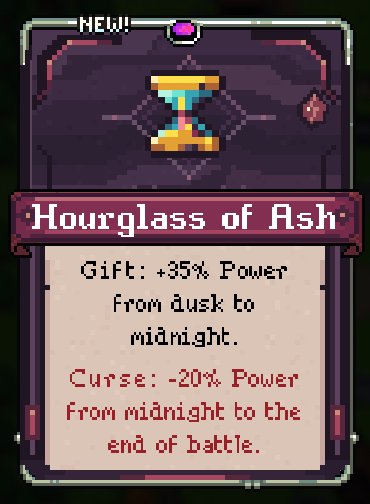 NEW!
Hourglass of Ash
Gift: +35% Power
from dusk to
midnight.
Curse: -20% Power
from midnight to the
end of battle.